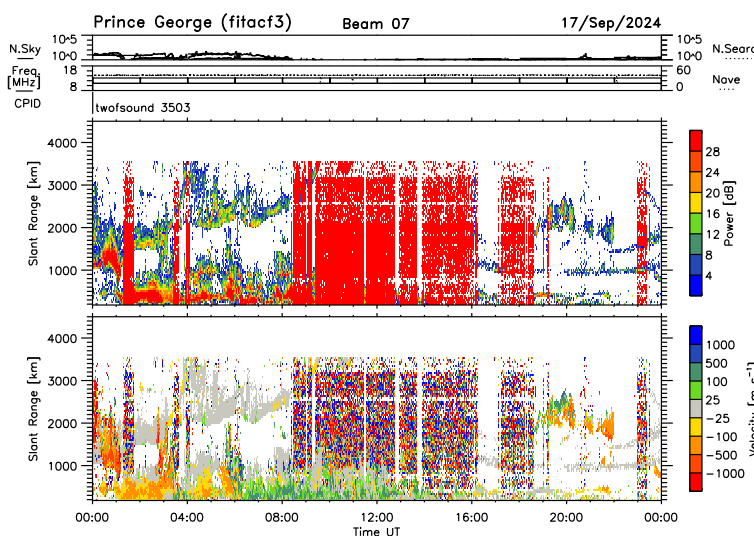 Prince George (fitacf3) Beam 07 17/Sep/2024
N.Sky 10^5 10^0 10^5 10^0 N.Sear
Freq. [MHz] 18 8 60 0 Nave
CPID twofsound 3503
Slant Range [km] 4000 3000 2000 1000
Power [dB] 28 24 20 16 12 8 4
Slant Range [km] 4000 3000 2000 1000
Velocity [m s^-1] 1000 500 100 25 -25 -100 -500 -1000
00:00 04:00 08:00 12:00 16:00 20:00 00:00
Time UT